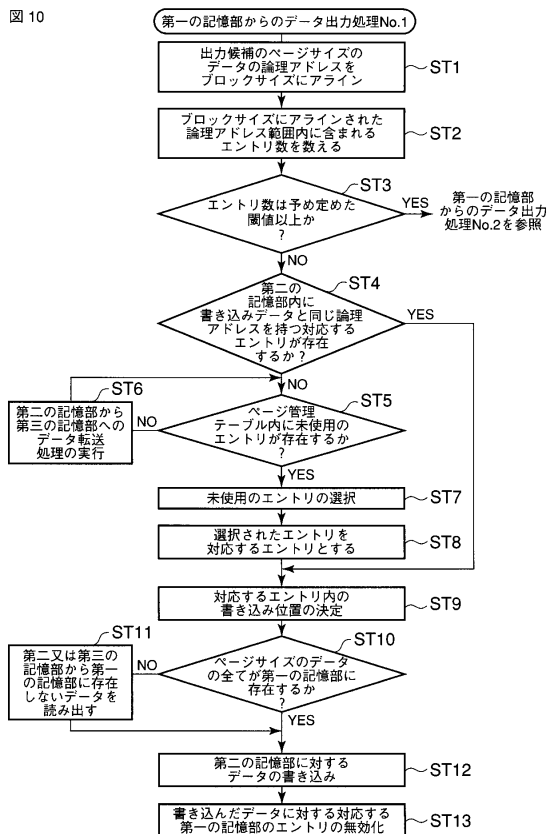 図 10
第一の記憶部からのデータ出力処理No.1
出力候補のページサイズの
データの論理アドレスを
ブロックサイズにアライン
ST1
ブロックサイズにアラインされた
論理アドレス範囲内に含まれる
エントリ数を数える
ST2
ST3
エントリ数は予め定めた
閾値以上か
?
YES
第一の記憶部
からのデータ出力
処理No.2を参照
NO
ST4
第二の
記憶部内に
書き込みデータと同じ論理
アドレスを持つ対応する
エントリが存在
するか?
YES
NO
ST6
第二の記憶部から
第三の記憶部への
データ転送
処理の実行
NO
ST5
ページ管理
テーブル内に未使用の
エントリが存在するか
?
YES
未使用のエントリの選択
ST7
選択されたエントリを
対応するエントリとする
ST8
対応するエントリ内の
書き込み位置の決定
ST9
ST11
第二又は第三の
記憶部から第一
の記憶部に存在
しないデータを
読み出す
NO
ST10
ページサイズのデータ
の全てが第一の記憶部に
存在するか
?
YES
第二の記憶部に対する
データの書き込み
ST12
書き込んだデータに対する対応する
第一の記憶部のエントリの無効化
ST13